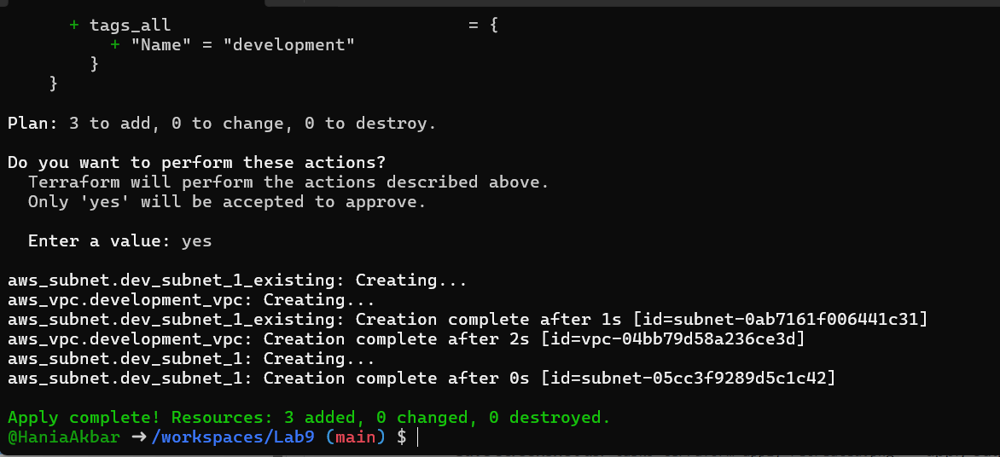 + tags_all = {
+ "Name" = "development"
}
}
Plan: 3 to add, 0 to change, 0 to destroy.
Do you want to perform these actions?
Terraform will perform the actions described above.
Only 'yes' will be accepted to approve.
Enter a value: yes
aws_subnet.dev_subnet_1_existing: Creating...
aws_vpc.development_vpc: Creating...
aws_subnet.dev_subnet_1_existing: Creation complete after 1s [id=subnet-0ab7161f006441c31]
aws_vpc.development_vpc: Creation complete after 2s [id=vpc-04bb79d58a236ce3d]
aws_subnet.dev_subnet_1: Creating...
aws_subnet.dev_subnet_1: Creation complete after 0s [id=subnet-05cc3f9289d5c1c42]
Apply complete! Resources: 3 added, 0 changed, 0 destroyed.
@HaniaAkbar → /workspaces/Lab9 (main) $